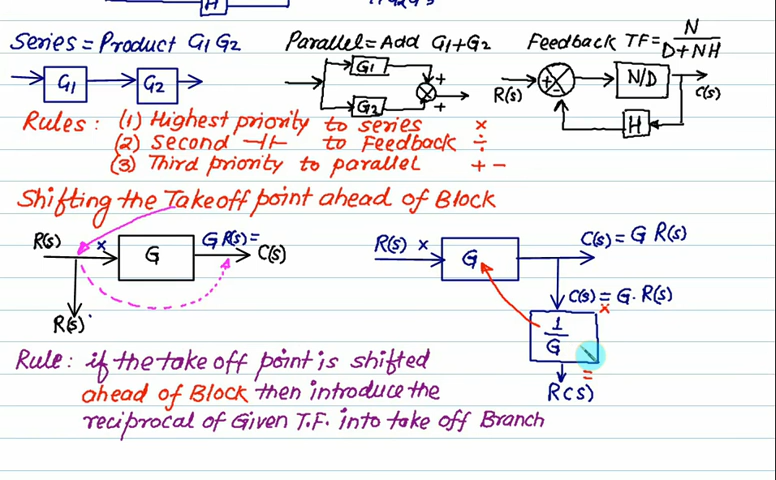 H
Series = Product G1 G2
Parallel = Add G1+G2
Feedback TF = N
D+NH
G1
G2
G1
+
G2
+
R(s)
+
-
N/D
C(s)
H
Rules: (1) Highest priority to series ×
(2) Second -||- to Feedback ÷
(3) Third priority to parallel + -
Shifting the Takeoff point ahead of Block
R(s)
×
G
G R(s) =
C(s)
R(s)
R(s) ×
G
C(s) = G R(s)
C(s) = G. R(s)
×
1
G
=
R(s)
Rule: if the take off point is shifted
ahead of Block then introduce the
reciprocal of Given T.F. into take off Branch